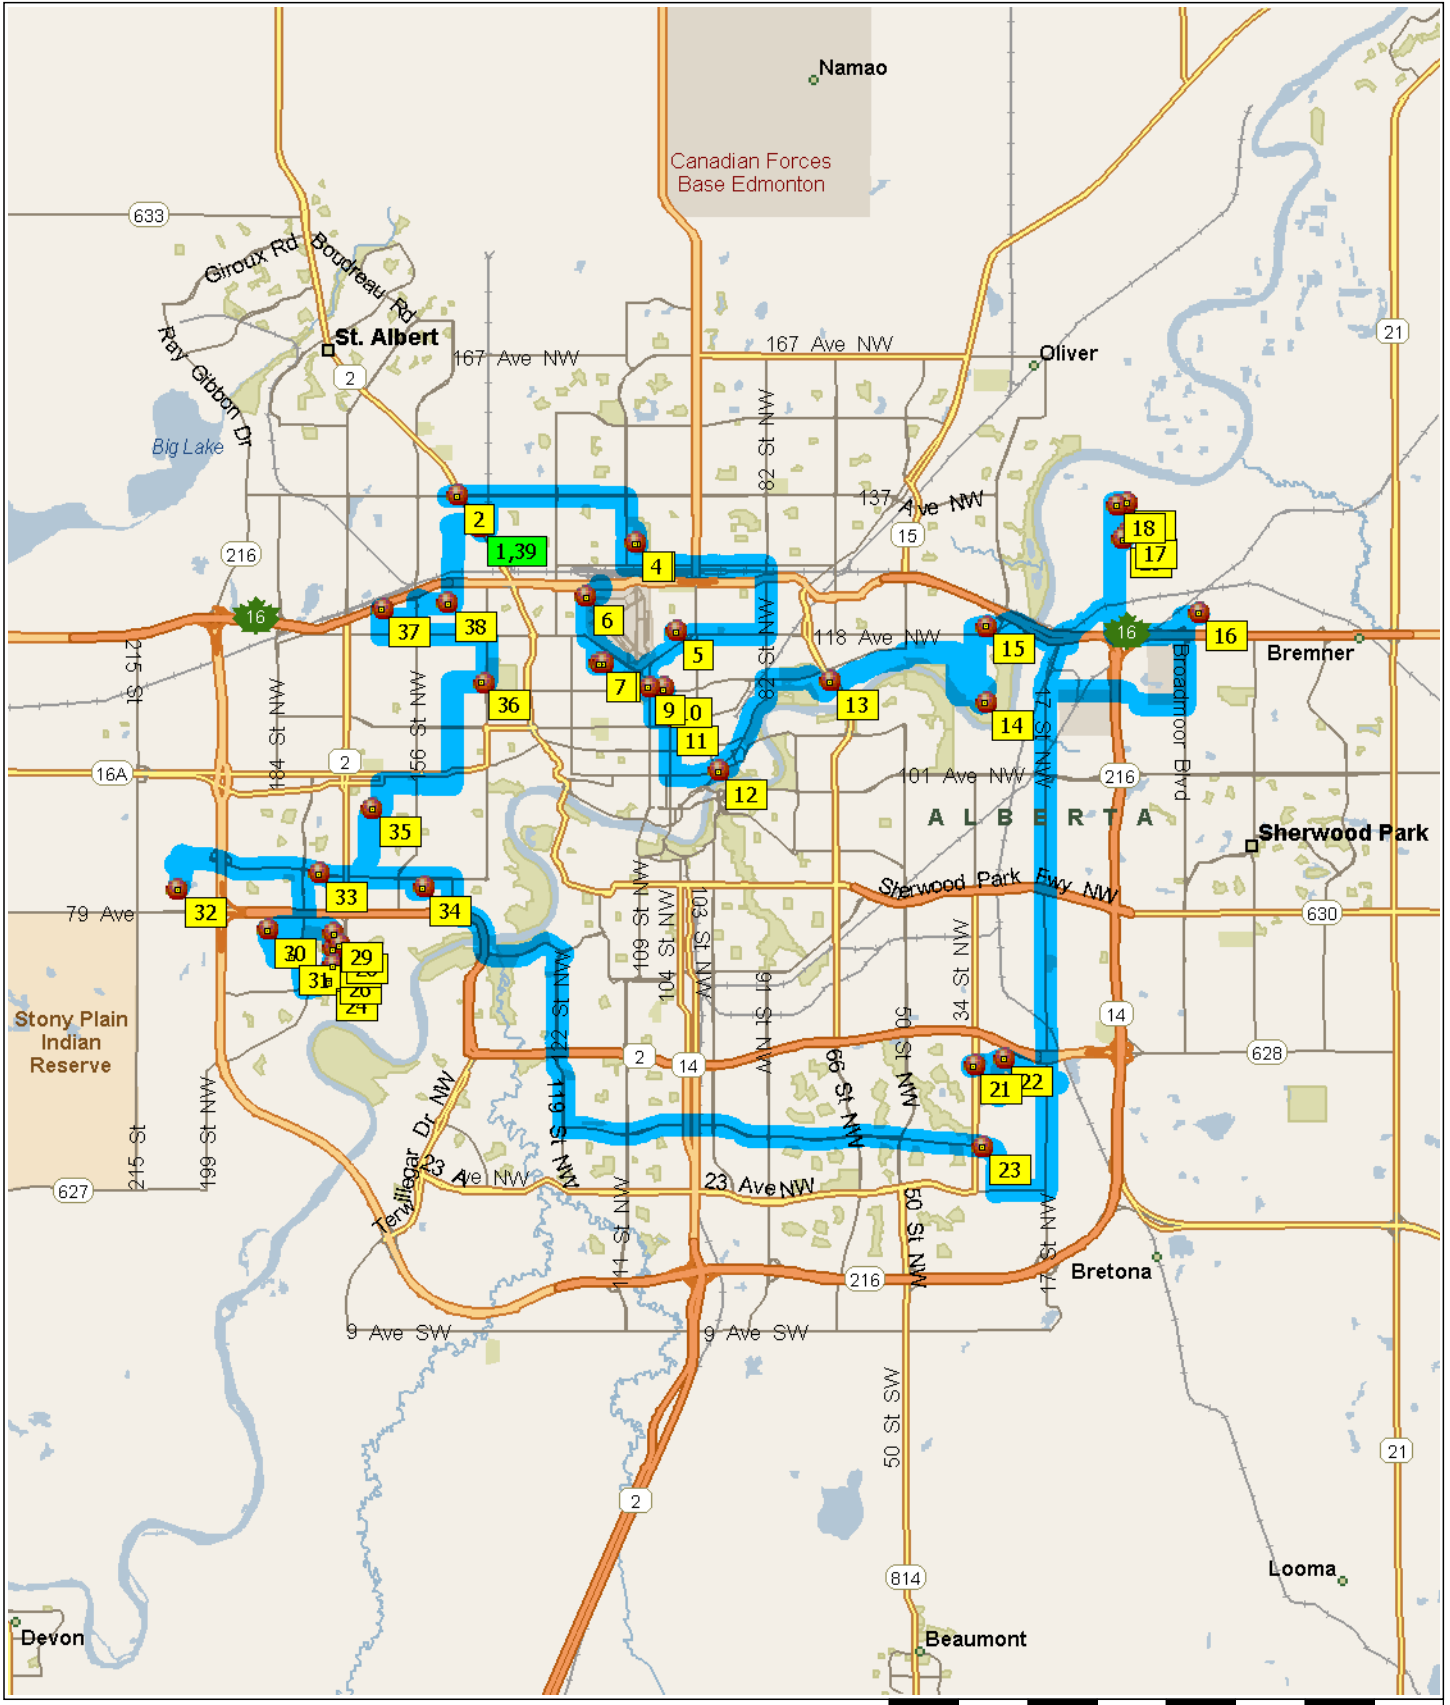 Namao
Canadian Forces
Base Edmonton
633
Giroux Rd
Boudreau Rd
Ray Gibbon Dr
St. Albert
2
167 Ave NW
167 Ave NW
Oliver
21
Big Lake
82 St NW
137 Ave NW
15
2
1,39
4
18
17
216
16
6
5
7
9
11
37
38
118 Ave NW
15
16
16
Bremner
215 St
184 St NW
156 St NW
36
82 St NW
13
14
17 St NW
Broadmoor Blvd
16A
2
12
101 Ave NW
216
ALBERTA
35
Sherwood Park
33
34
32
79 Ave
109 St NW
104 St NW
103 St NW
Sherwood Park Fwy NW
630
30
29
31
24
34 St NW
Stony Plain
Indian
Reserve
122 St NW
91 St NW
50 St NW
14
2
14
628
66 St NW
21
22
119 St NW
Terwillegar Dr NW
199 St NW
215 St
627
23 Ave NW
23 Ave NW
23
111 St NW
50 St NW
17 St NW
216
Bretona
9 Ave SW
9 Ave SW
50 St SW
21
2
814
Looma
Devon
Beaumont